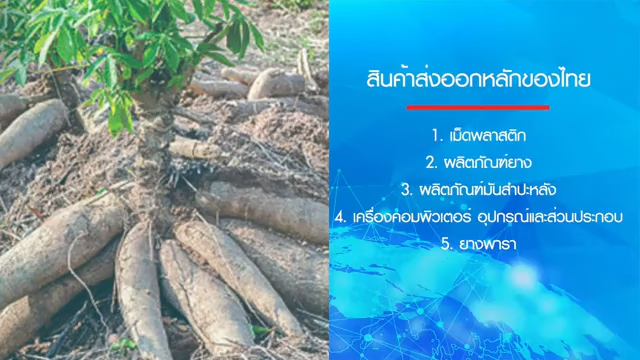 สินค้าส่งออกหลักของไทย
1. เม็ดพลาสติก
2. ผลิตภัณฑ์ยาง
3. ผลิตภัณฑ์มันสำปะหลัง
4. เครื่องคอมพิวเตอร์ อุปกรณ์และส่วนประกอบ
5. ยางพารา